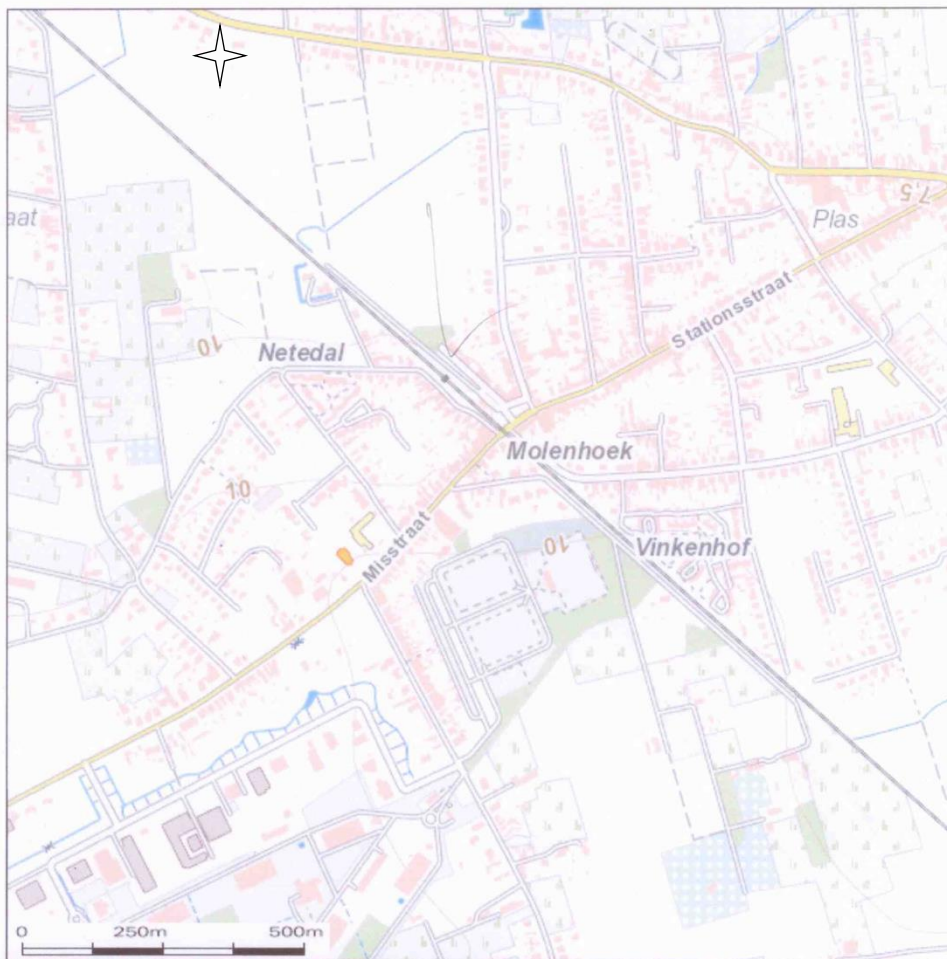 aat
Plas
7,5
Stationsstraat
10
Netedal
Molenhoek
10
Misstraat
10
Vinkenhof
0 250m 500m